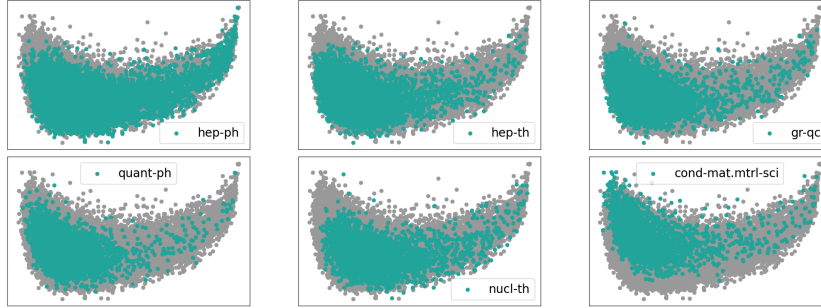 hep-ph
hep-th
gr-qc
quant-ph
nucl-th
cond-mat.mtrl-sci